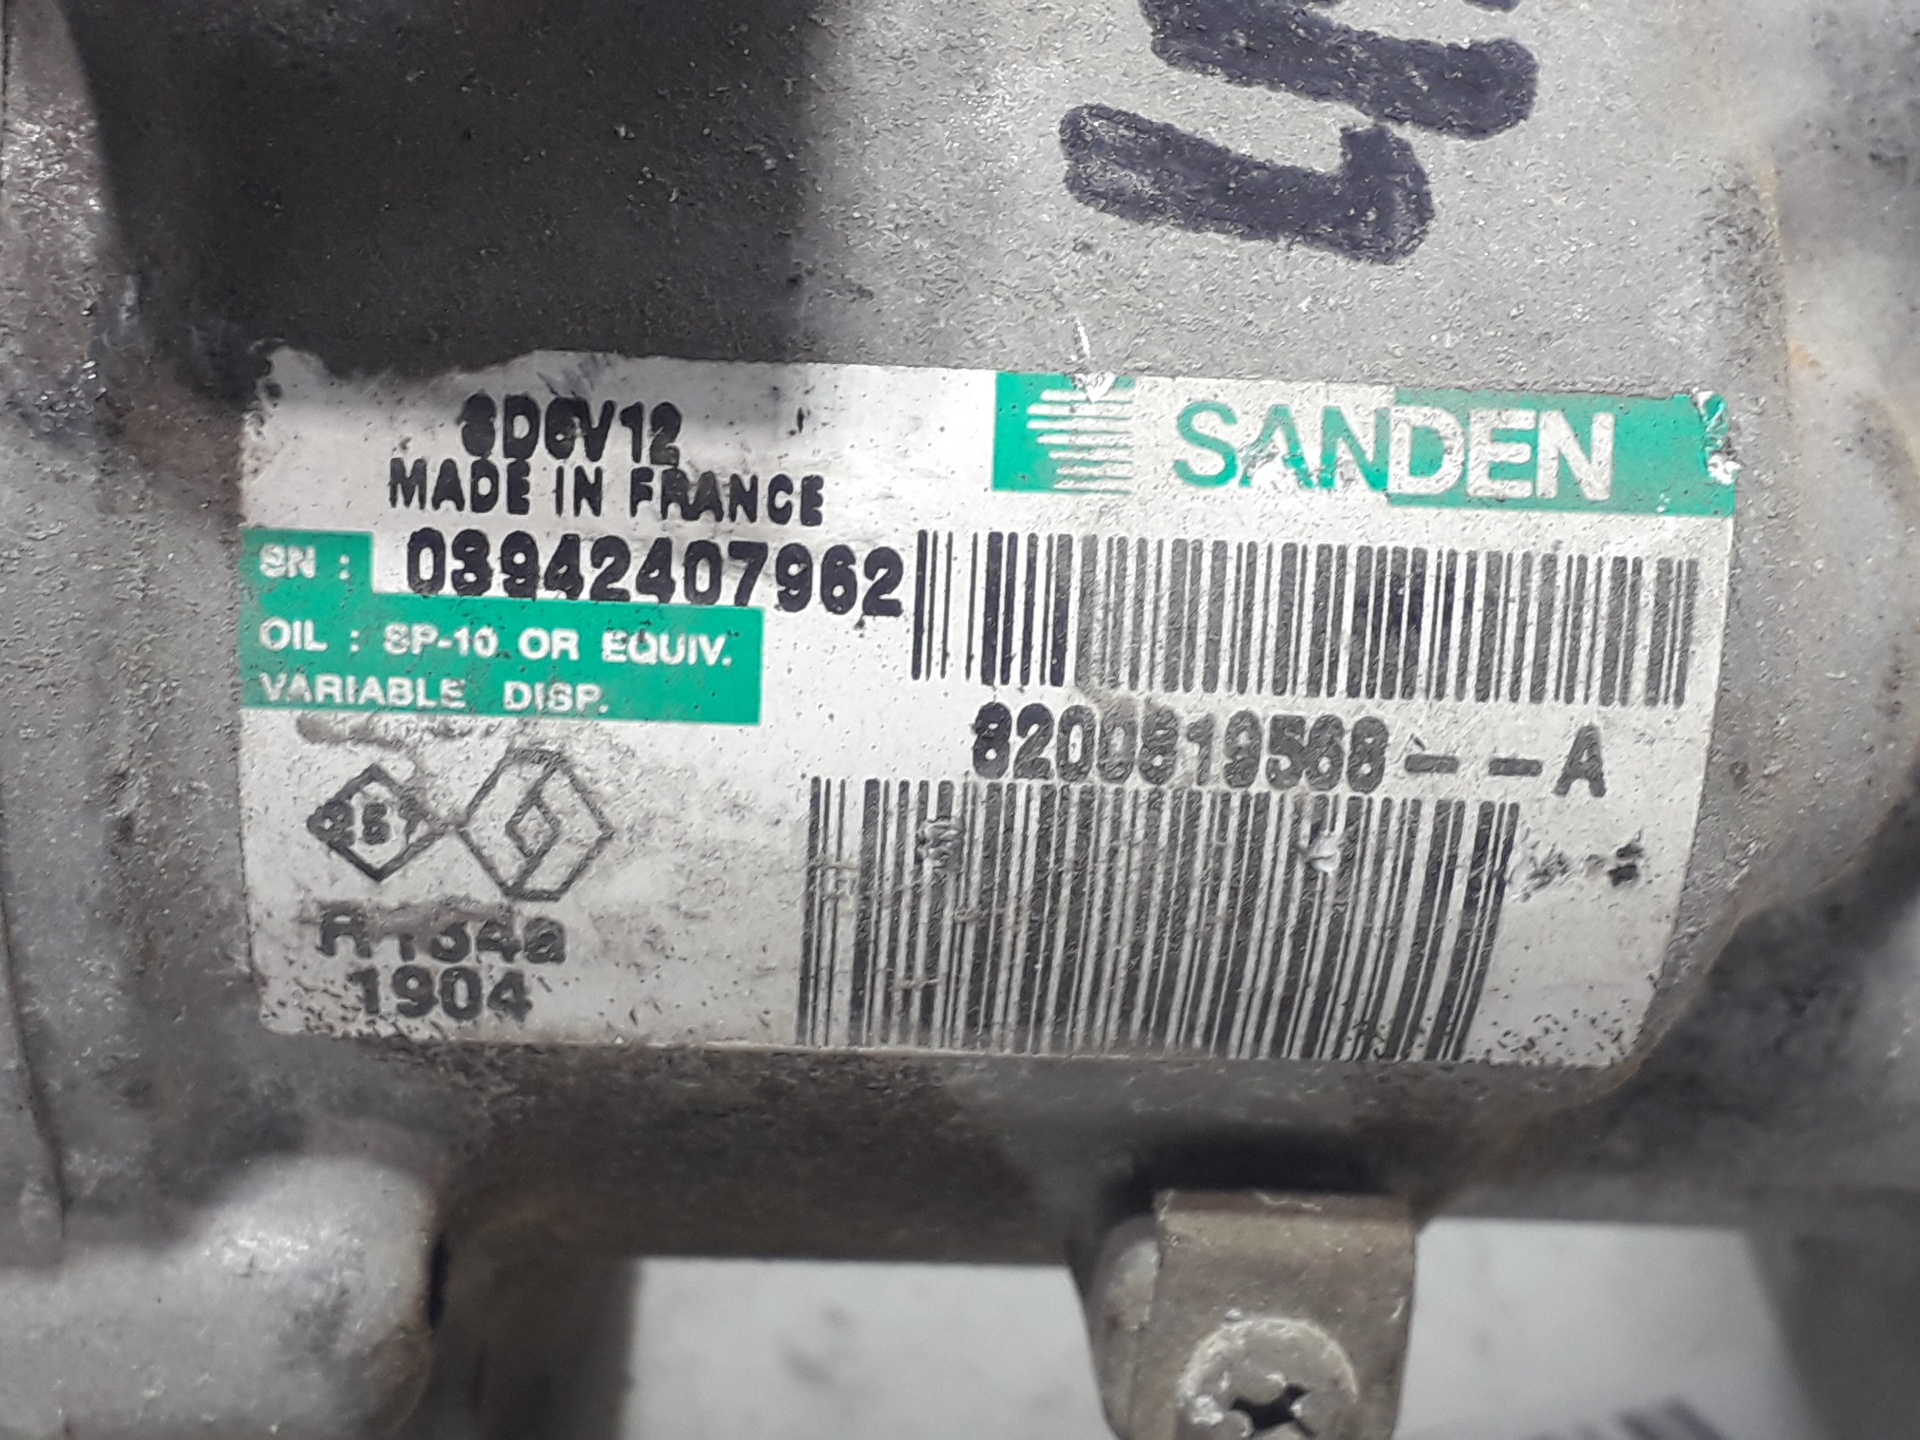 SD6V12
MADE IN FRANCE
SANDEN
SN : 03942407962
OIL : SP-10 OR EQUIV.
VARIABLE DISP.
8200819568--A
R134a
1904